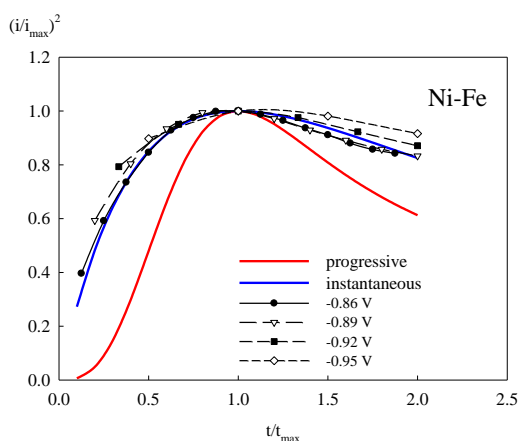 (i/i_max)²
Ni-Fe
1.2
1.0
0.8
0.6
0.4
0.2
0.0
progressive
instantaneous
-0.86 V
-0.89 V
-0.92 V
-0.95 V
0.0 0.5 1.0 1.5 2.0 2.5
t/t_max